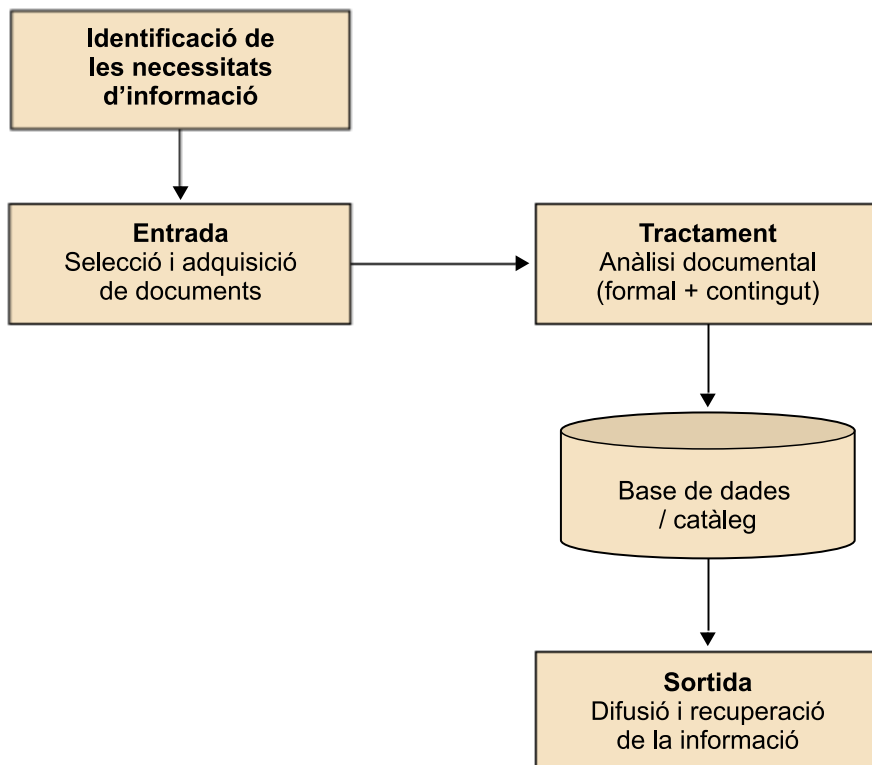 Identificació de
les necessitats
d’informació
Entrada
Selecció i adquisició
de documents
Tractament
Anàlisi documental
(formal + contingut)
Base de dades
/ catàleg
Sortida
Difusió i recuperació
de la informació